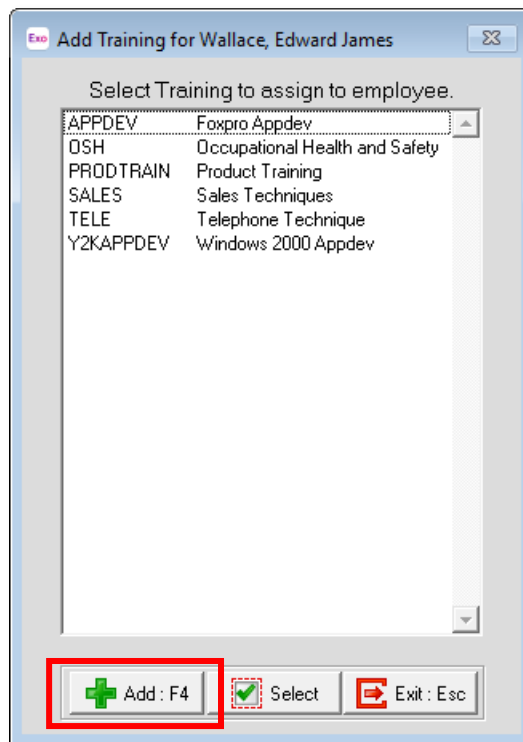 Exo Add Training for Wallace, Edward James
Select Training to assign to employee.
APPDEV Foxpro Appdev
OSH Occupational Health and Safety
PRODTRAIN Product Training
SALES Sales Techniques
TELE Telephone Technique
Y2KAPPDEV Windows 2000 Appdev
Add : F4 Select Exit : Esc